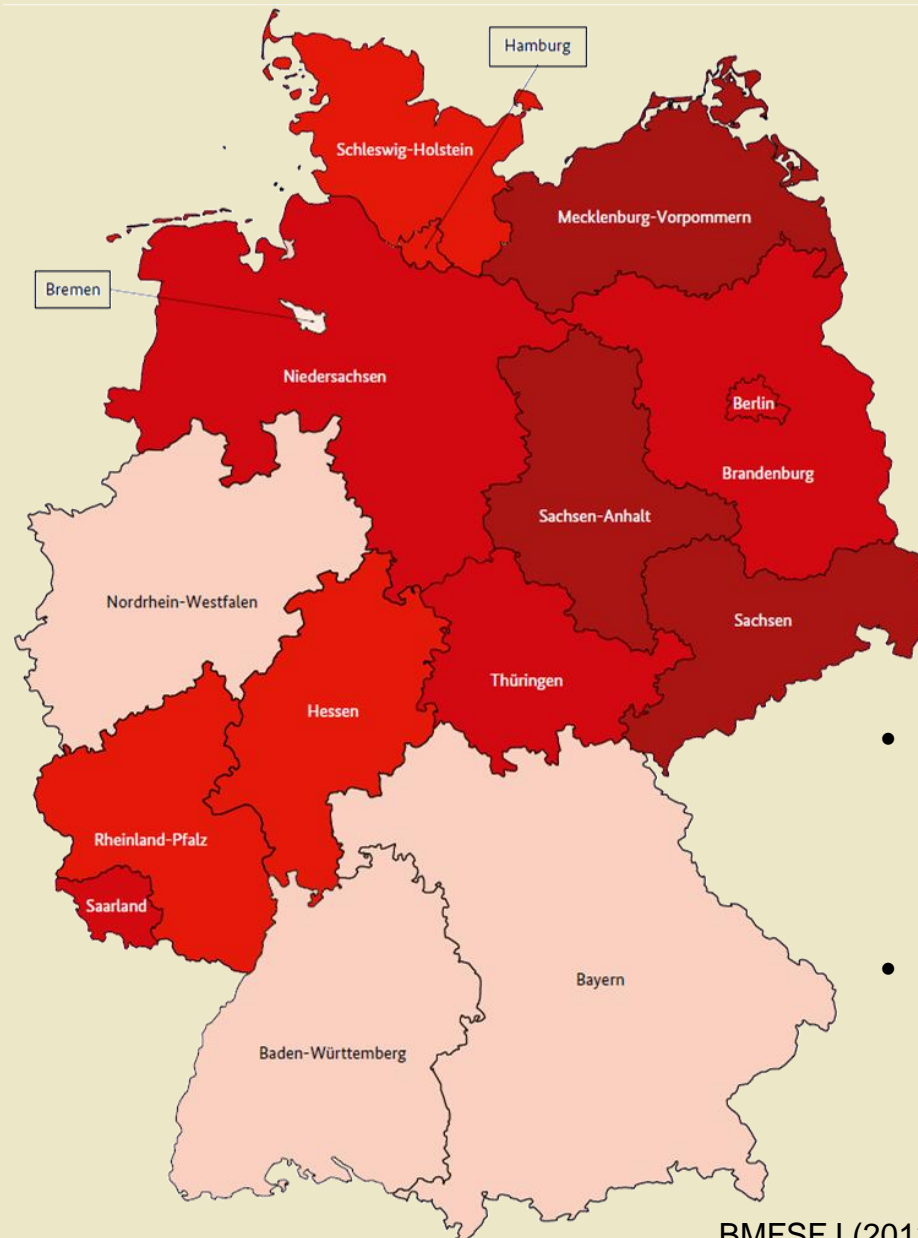 Hamburg
Schleswig-Holstein
Mecklenburg-Vorpommern
Bremen
Niedersachsen
Berlin
Brandenburg
Sachsen-Anhalt
Nordrhein-Westfalen
Sachsen
Thüringen
Hessen
•
Rheinland-Pfalz
Saarland
•
Bayern
Baden-Württemberg